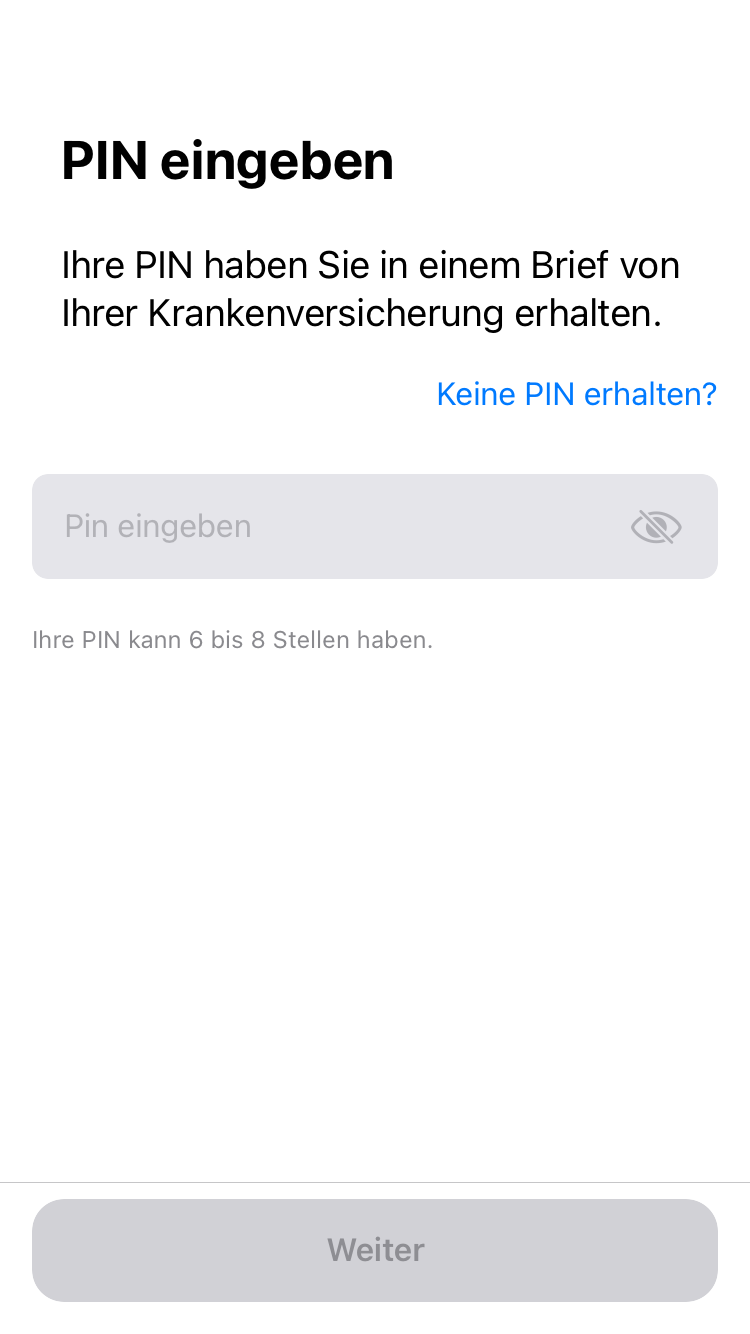 PIN eingeben
Ihre PIN haben Sie in einem Brief von
Ihrer Krankenversicherung erhalten.
Keine PIN erhalten?
Pin eingeben
Ihre PIN kann 6 bis 8 Stellen haben.
Weiter